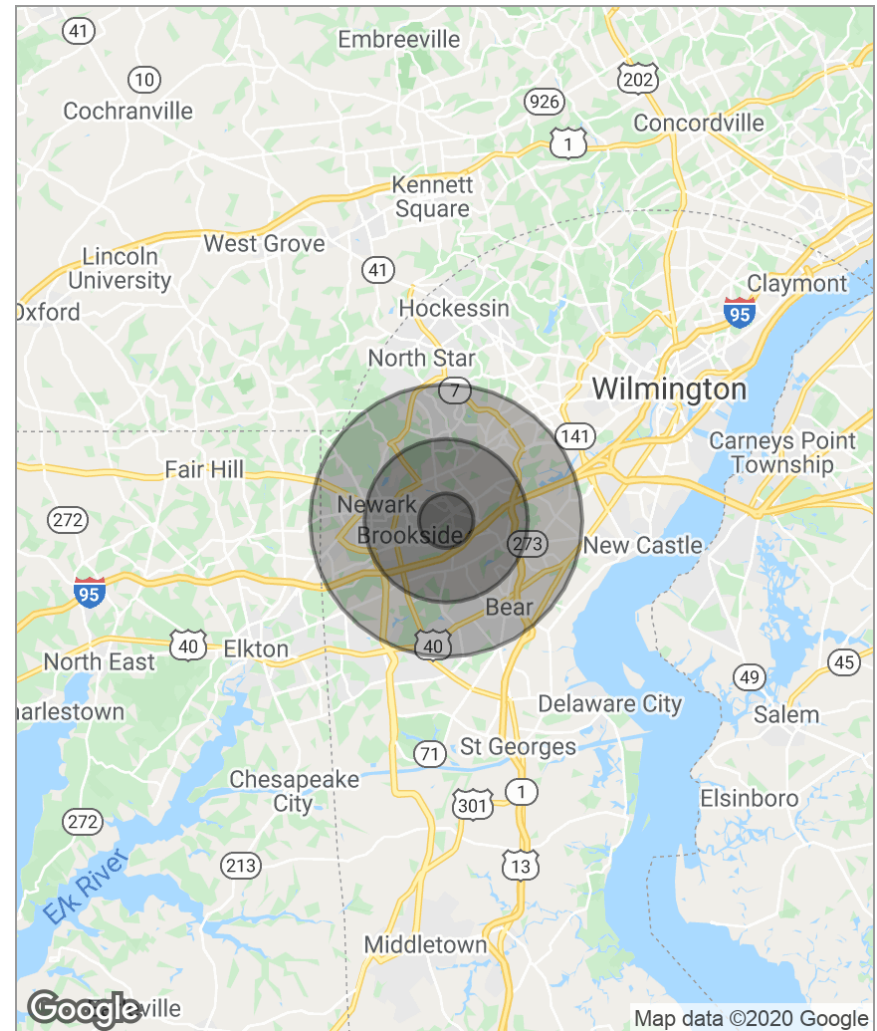 41
Embreeville
10
202
Cochranville
926
Concordville
1
Kennett
Square
West Grove
Lincoln
University
41
Claymont
Oxford
Hockessin
95
North Star
7
Wilmington
141
Carneys Point
Township
Fair Hill
272
Newark
Brookside
273
New Castle
95
Bear
40
40
Elkton
North East
45
49
arlestown
Delaware City
Salem
71
St Georges
Chesapeake
City
1
301
Elsinboro
272
213
13
Elk River
Middletown
Google
ville
Map data ©2020 Google